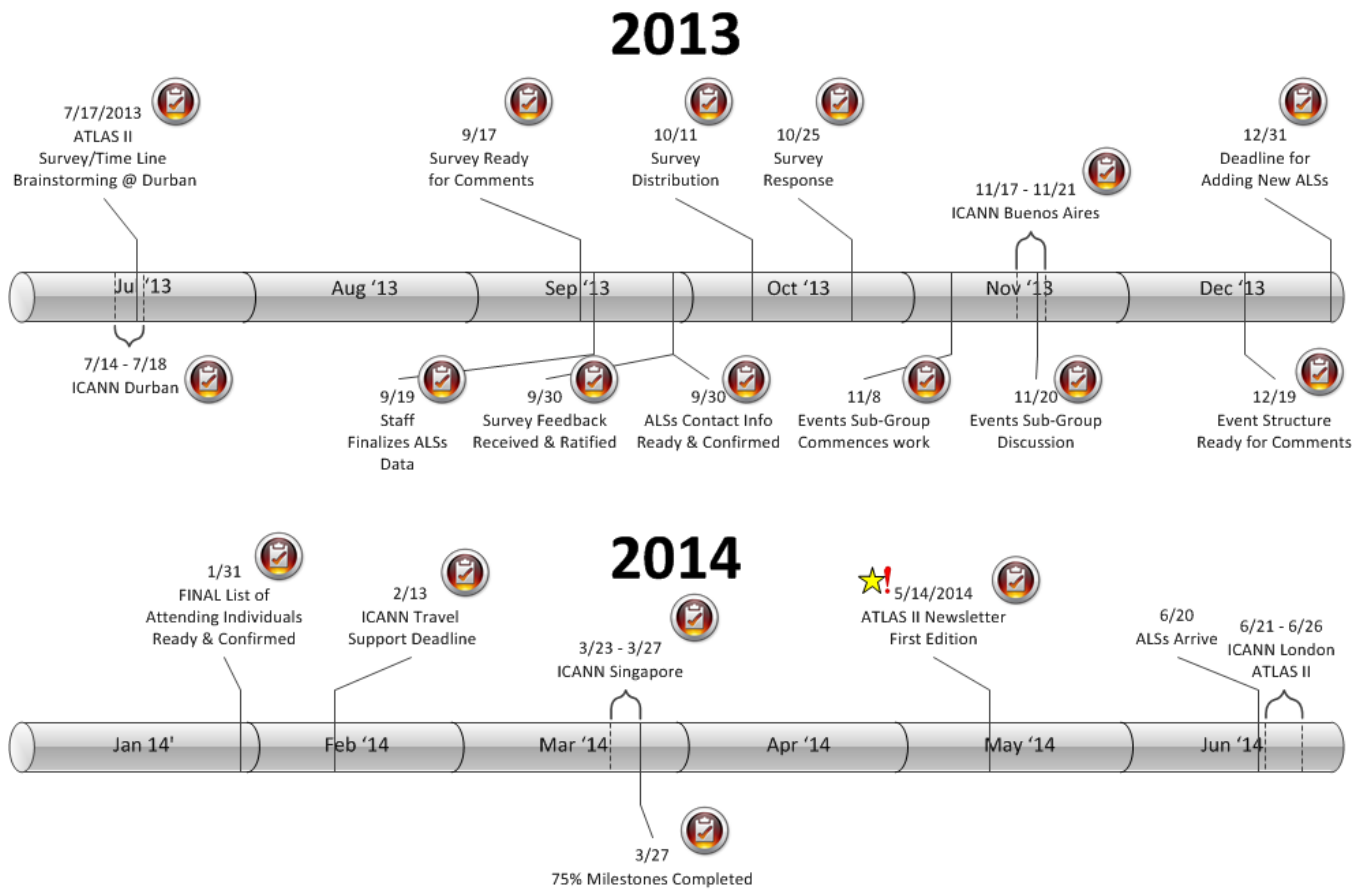 2013
7/17/2013
ATLAS II
Survey/Time Line
Brainstorming @ Durban
9/17
Survey Ready
for Comments
10/11
Survey
Distribution
10/25
Survey
Response
11/17 - 11/21
ICANN Buenos Aires
12/31
Deadline for
Adding New ALSs
Jul ‘13
Aug ‘13
Sep ‘13
Oct ‘13
Nov ‘13
Dec ‘13
7/14 - 7/18
ICANN Durban
9/19
Staff
Finalizes ALSs
Data
9/30
Survey Feedback
Received & Ratified
9/30
ALSs Contact Info
Ready & Confirmed
11/8
Events Sub-Group
Commences work
11/20
Events Sub-Group
Discussion
12/19
Event Structure
Ready for Comments
2014
1/31
FINAL List of
Attending Individuals
Ready & Confirmed
2/13
ICANN Travel
Support Deadline
3/23 - 3/27
ICANN Singapore
5/14/2014
ATLAS II Newsletter
First Edition
6/20
ALSs Arrive
6/21 - 6/26
ICANN London
ATLAS II
Jan 14'
Feb ‘14
Mar ‘14
Apr ‘14
May ‘14
Jun ‘14
3/27
75% Milestones Completed